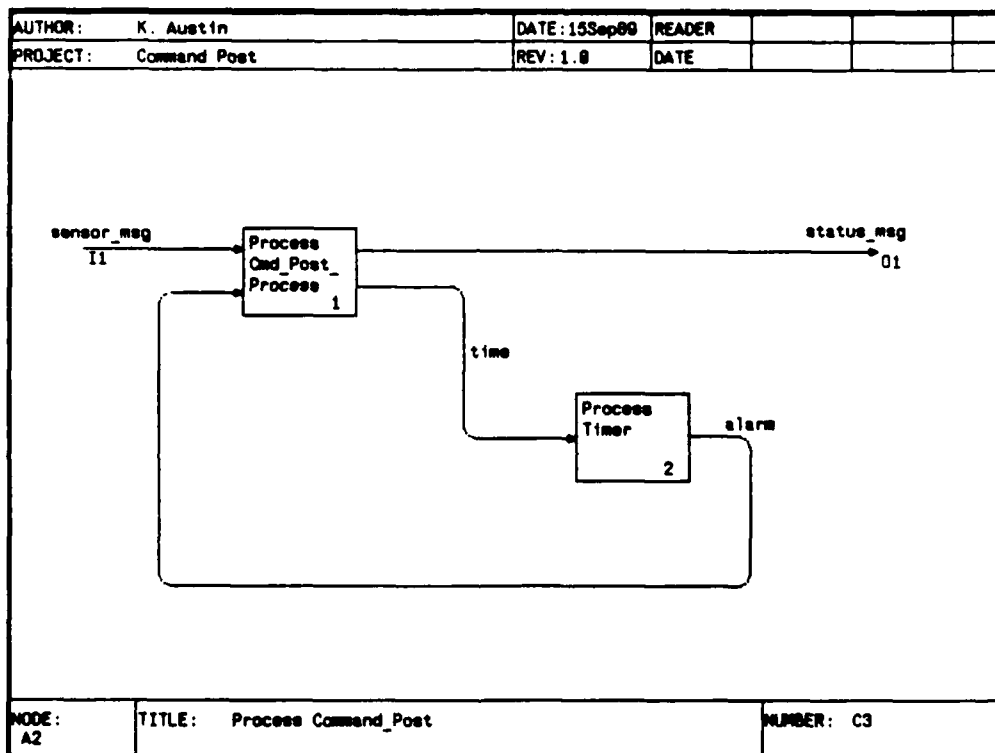 AUTHOR: K. Austin DATE:15Sep89 READER
PROJECT: Command Post REV:1.0 DATE
sensor_msg
I1
Process
Cmd_Post_
Process
1
status_msg
O1
time
Process
Timer
2
alarm
NODE: A2
TITLE: Process Command_Post
NUMBER: C3